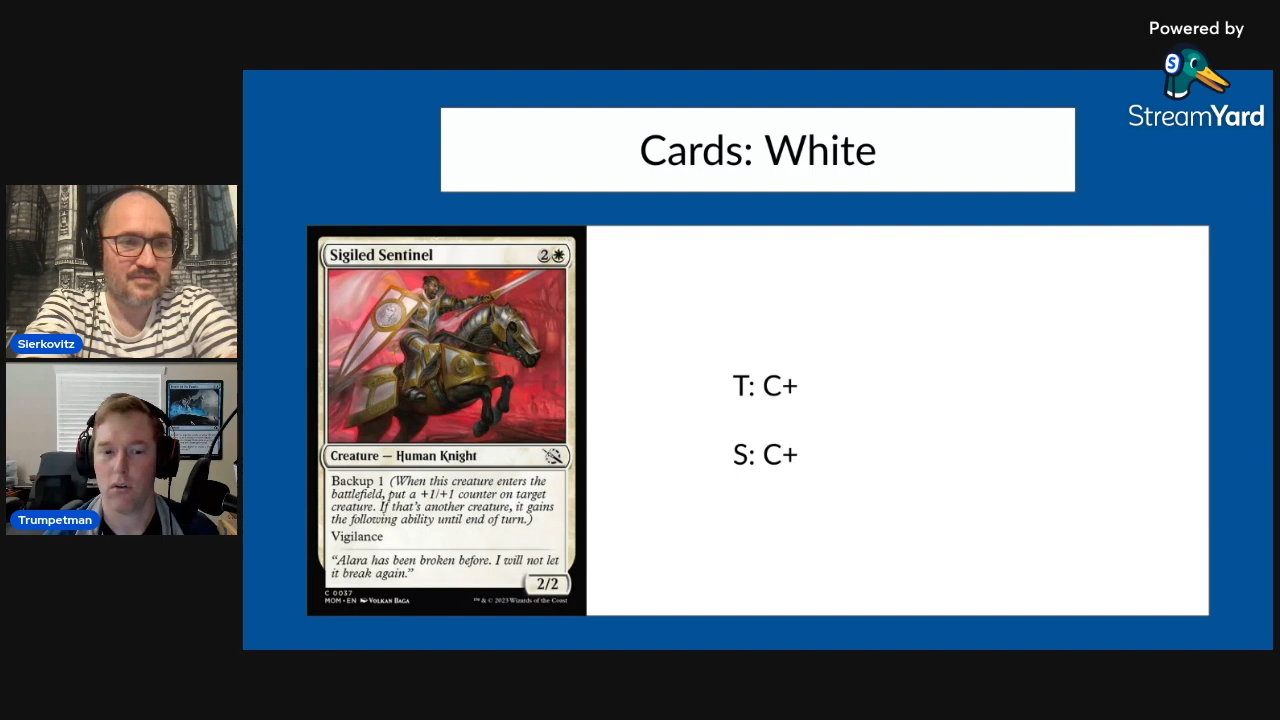 Powered by
StreamYard
Cards: White
Sigiled Sentinel 2
Creature — Human Knight
Backup 1 (When this creature enters the
battlefield, put a +1/+1 counter on target
creature. If that's another creature, it gains
the following ability until end of turn.)
Vigilance
“Alara has been broken before. I will not let
it break again.”
2/2
C 0037
MOM • EN Volkan Baga
™ & © 2023 Wizards of the Coast
T: C+
S: C+
Sierkovitz
Trumpetman